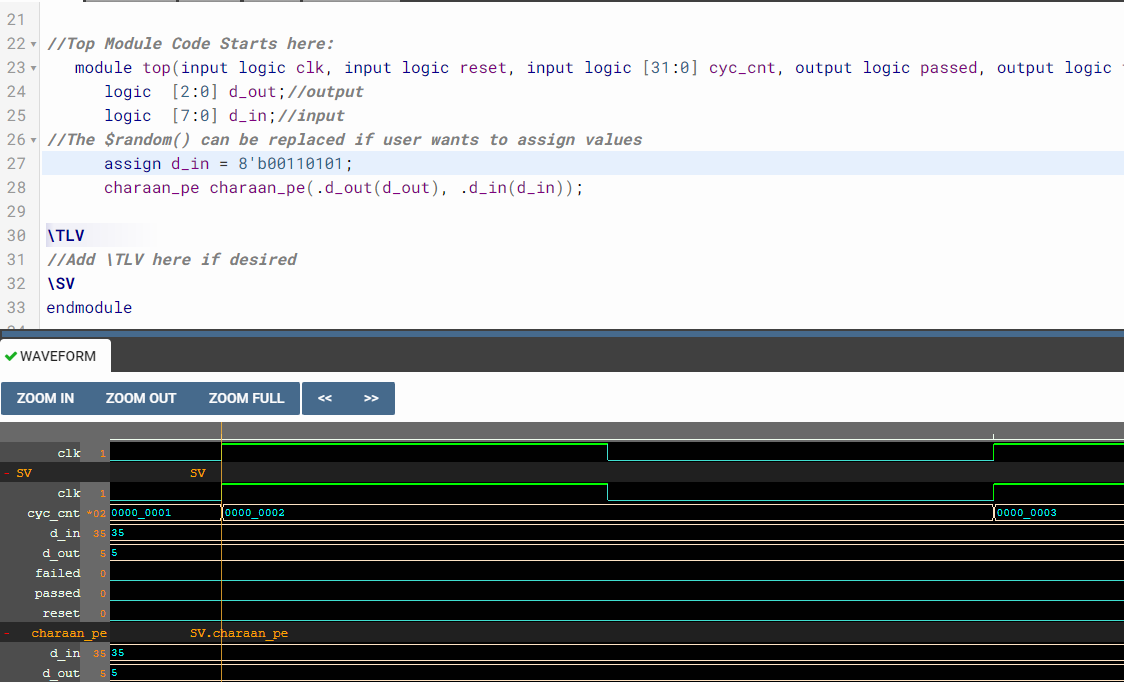 21
22 //Top Module Code Starts here:
23 module top(input logic clk, input logic reset, input logic [31:0] cyc_cnt, output logic passed, output logic
24 logic [2:0] d_out;//output
25 logic [7:0] d_in;//input
26 //The $random() can be replaced if user wants to assign values
27 assign d_in = 8'b00110101;
28 charaan_pe charaan_pe(.d_out(d_out), .d_in(d_in));
29
30 \TLV
31 //Add \TLV here if desired
32 \SV
33 endmodule
WAVEFORM
ZOOM IN ZOOM OUT ZOOM FULL << >>
clk 1
- SV SV
clk 1
cyc_cnt *02 0000_0001 0000_0002 0000_0003
d_in 35 35
d_out 5 5
failed 0
passed 0
reset 0
- charaan_pe SV.charaan_pe
d_in 35 35
d_out 5 5